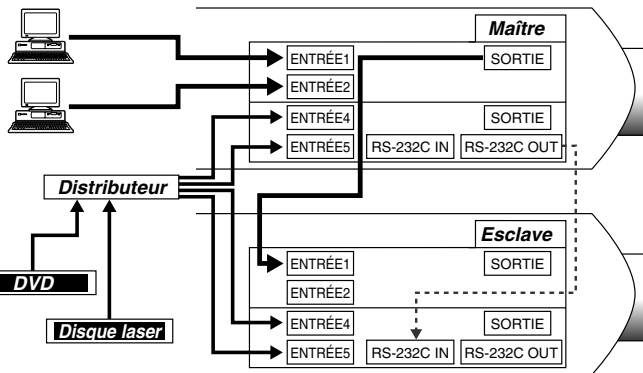 Maître
ENTRÉE1 SORTIE
ENTRÉE2
ENTRÉE4 SORTIE
ENTRÉE5 RS-232C IN RS-232C OUT
Distributeur
Esclave
ENTRÉE1 SORTIE
ENTRÉE2
DVD
ENTRÉE4 SORTIE
Disque laser
ENTRÉE5 RS-232C IN RS-232C OUT